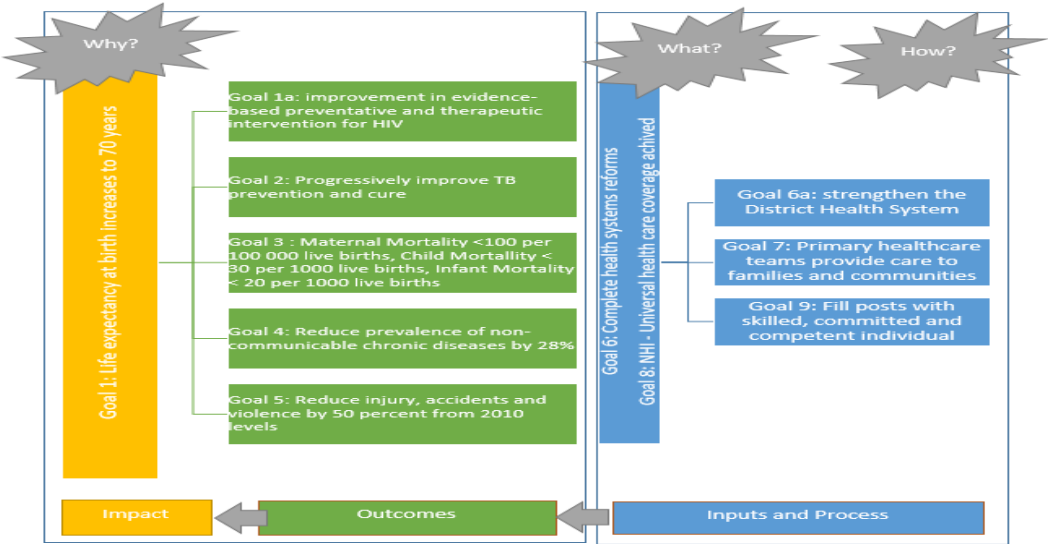 Why?
What?
How?
Goal 1: Life expectancy at birth increases to 70 years
Goal 1a: improvement in evidence-
based preventative and therapeutic
intervention for HIV
Goal 2: Progressively improve TB
prevention and cure
Goal 3 : Maternal Mortality <100 per
100 000 live births, Child Mortallity <
30 per 1000 live births, Infant Mortality
< 20 per 1000 live births
Goal 4: Reduce prevalence of non-
communicable chronic diseases by 28%
Goal 5: Reduce injury, accidents and
violence by 50 percent from 2010
levels
Goal 6: Complete health systems reforms
Goal 8: NHI - Universal health care coverage achived
Goal 6a: strengthen the
District Health System
Goal 7: Primary healthcare
teams provide care to
families and communities
Goal 9: Fill posts with
skilled, committed and
competent individual
Impact
Outcomes
Inputs and Process